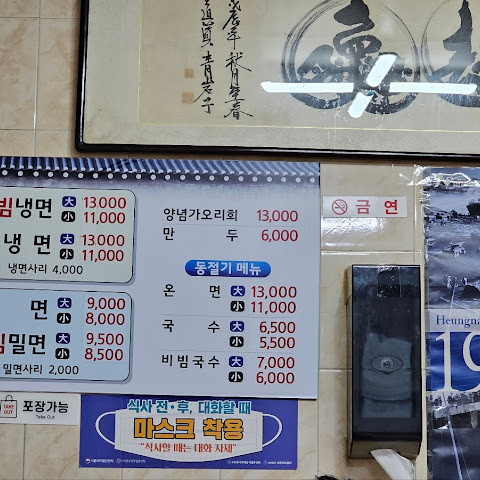 빔냉면 大 13,000
小 11,000
냉면 大 13,000
小 11,000
냉면사리 4,000
면 大 9,000
小 8,000
빔밀면 大 9,500
小 8,500
밀면사리 2,000
양념가오리회 13,000
만두 6,000
동절기 메뉴
온면 大 13,000
小 11,000
국수 大 6,500
小 5,500
비빔국수 大 7,000
小 6,000
금연
TAKE OUT 포장가능
Take Out
식사 전·후, 대화할 때
마스크 착용
"식사할 때는 대화 자제"
Heungna
19